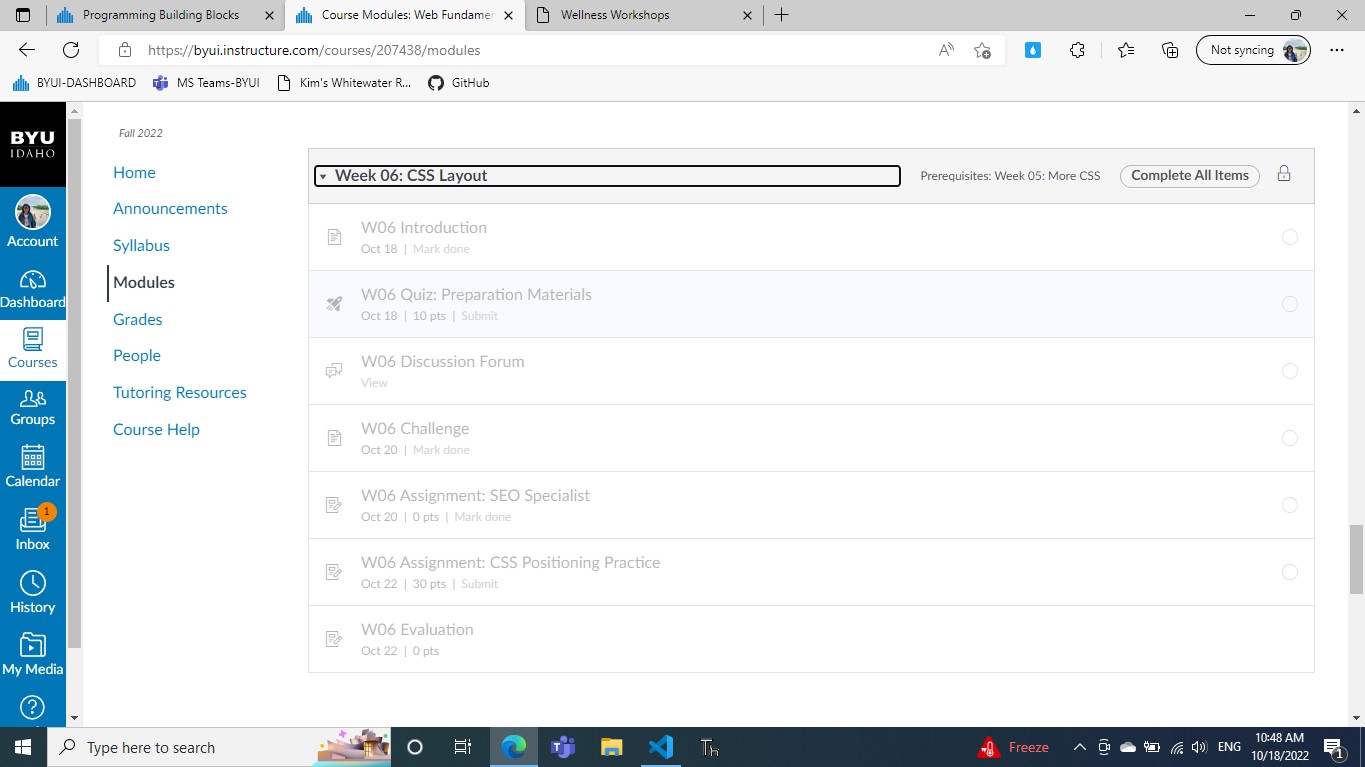 Programming Building Blocks
Course Modules: Web Fundamen
Wellness Workshops
https://byui.instructure.com/courses/207438/modules
Not syncing
BYUI-DASHBOARD
MS Teams-BYUI
Kim's Whitewater R...
GitHub
BYU
IDAHO
Account
Dashboard
Courses
Groups
Calendar
1
Inbox
History
My Media
Fall 2022
Home
Announcements
Syllabus
Modules
Grades
People
Tutoring Resources
Course Help
Week 06: CSS Layout
Prerequisites: Week 05: More CSS
Complete All Items
W06 Introduction
Oct 18 | Mark done
W06 Quiz: Preparation Materials
Oct 18 | 10 pts | Submit
W06 Discussion Forum
View
W06 Challenge
Oct 20 | Mark done
W06 Assignment: SEO Specialist
Oct 20 | 0 pts | Mark done
W06 Assignment: CSS Positioning Practice
Oct 22 | 30 pts | Submit
W06 Evaluation
Oct 22 | 0 pts
Type here to search
Freeze
ENG
10:48 AM
10/18/2022
1